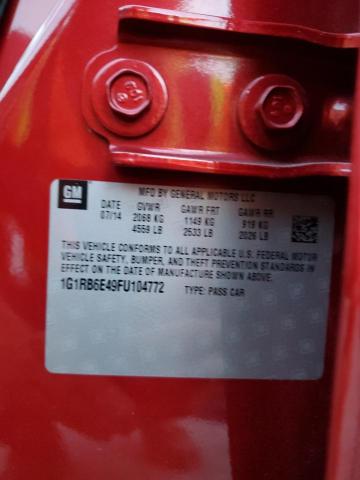 GM
MFD BY GENERAL MOTORS LLC
DATE GVWR GAWR FRT GAWR RR
07/14 2068 KG 1149 KG 919 KG
4559 LB 2533 LB 2026 LB
THIS VEHICLE CONFORMS TO ALL APPLICABLE U.S. FEDERAL MOTOR
VEHICLE SAFETY, BUMPER, AND THEFT PREVENTION STANDARDS
IN EFFECT ON THE DATE OF MANUFACTURE SHOWN ABOVE.
1G1RB6E49FU104772 TYPE: PASS CAR